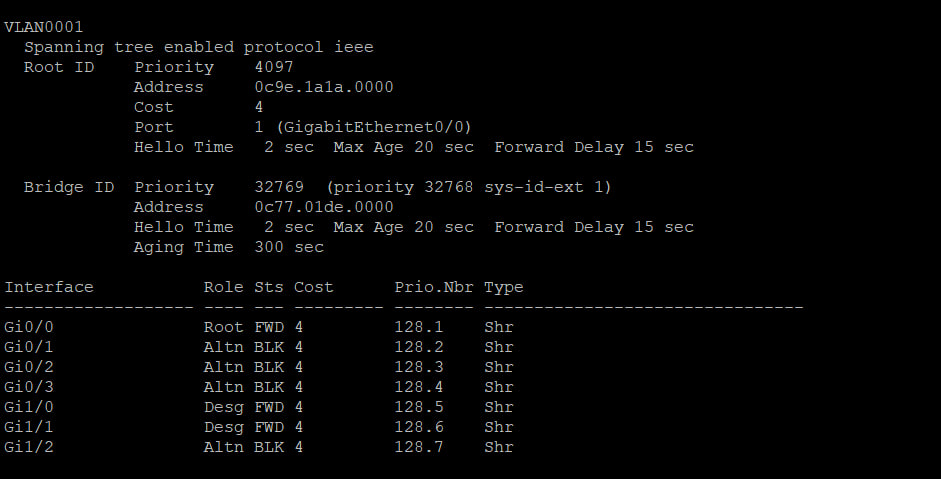 VLAN0001
  Spanning tree enabled protocol ieee
  Root ID    Priority    4097
             Address     0c9e.1a1a.0000
             Cost        4
             Port        1 (GigabitEthernet0/0)
             Hello Time   2 sec  Max Age 20 sec  Forward Delay 15 sec
  Bridge ID  Priority    32769  (priority 32768 sys-id-ext 1)
             Address     0c77.01de.0000
             Hello Time   2 sec  Max Age 20 sec  Forward Delay 15 sec
             Aging Time  300 sec
Interface           Role Sts Cost      Prio.Nbr Type
------------------- ---- --- --------- -------- --------------------------------
Gi0/0               Root FWD 4         128.1    Shr
Gi0/1               Altn BLK 4         128.2    Shr
Gi0/2               Altn BLK 4         128.3    Shr
Gi0/3               Altn BLK 4         128.4    Shr
Gi1/0               Desg FWD 4         128.5    Shr
Gi1/1               Desg FWD 4         128.6    Shr
Gi1/2               Altn BLK 4         128.7    Shr